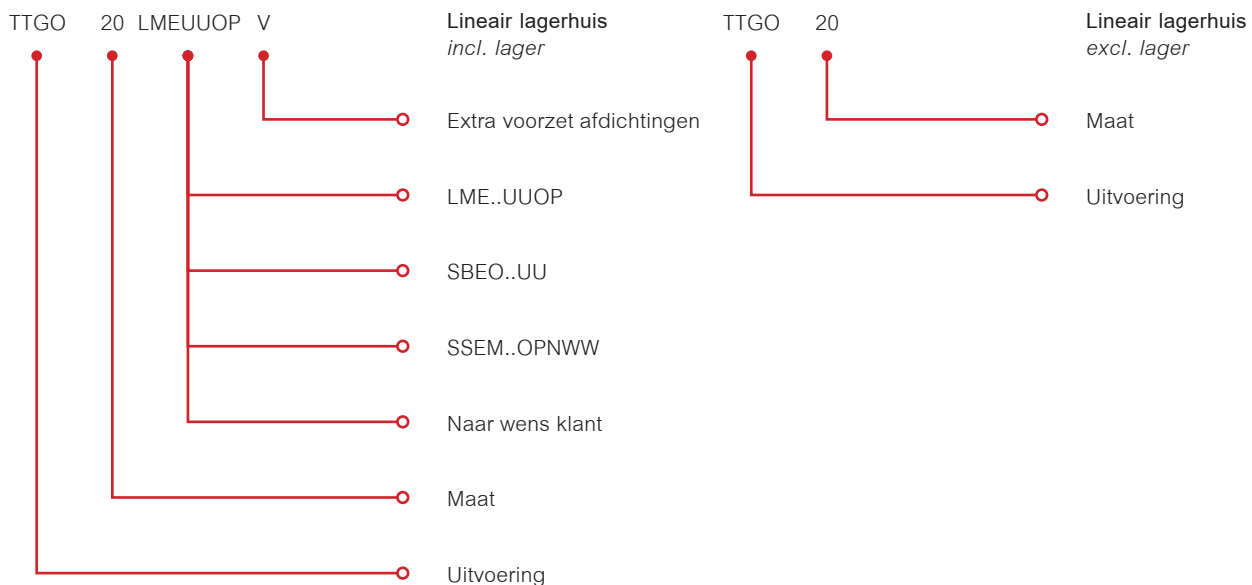 TTGO 20 LMEUUOP V
Lineair lagerhuis
incl. lager
Extra voorzet afdichtingen
LME..UUOP
SBEO..UU
SSEM..OPNWW
Naar wens klant
Maat
Uitvoering
TTGO 20
Lineair lagerhuis
excl. lager
Maat
Uitvoering